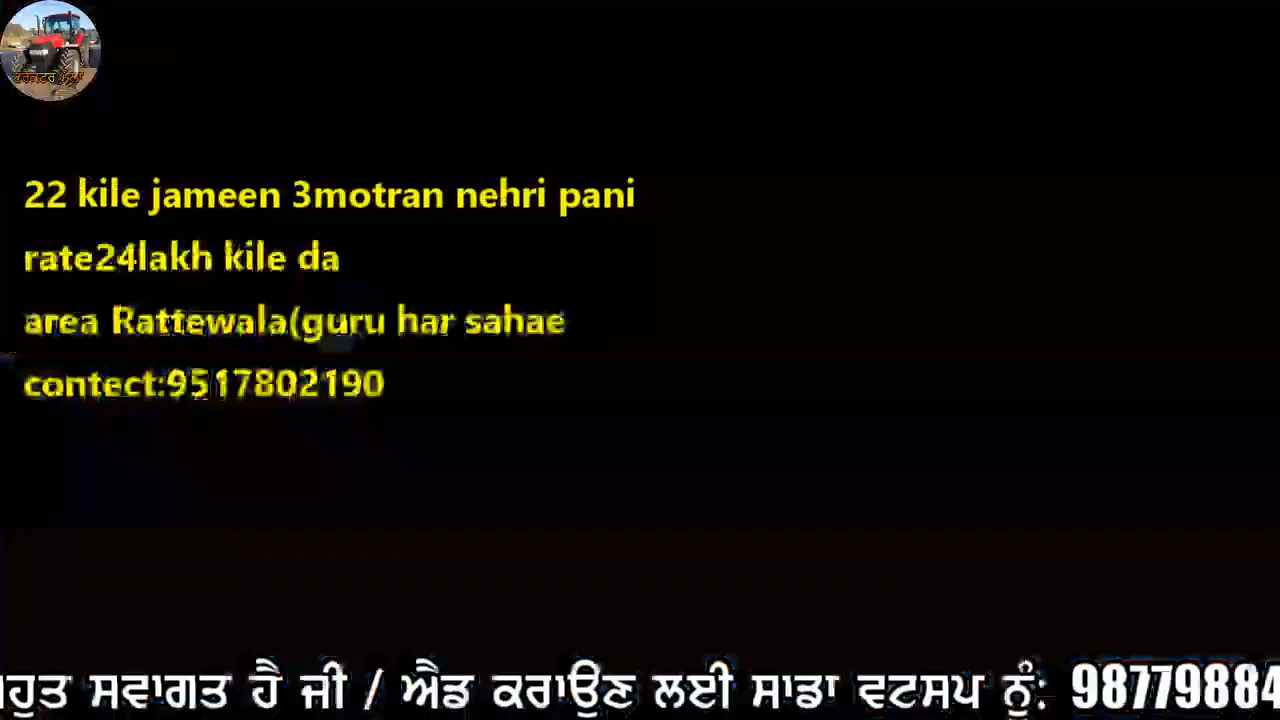 22 kile jameen 3motran nehri pani
rate24lakh kile da
area Rattewala(guru har sahae
contect:9517802190
ਸਵਾਗਤ ਹੈ ਜੀ / ਐਡ ਕਰਾਉਣ ਲਈ ਸਾਡਾ ਵਟਸਪ ਨੂੰ: 98779884